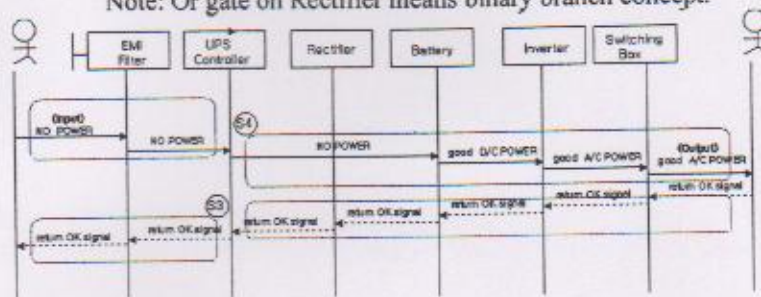 Note: Or gate on Rectifier means binary branch concept.
EMI
Filter
UPS
Controller
Rectifier
Battery
Inverter
Switching
Box
{Input}
NO POWER
NO POWER
S4
NO POWER
good D/C POWER
good A/C POWER
{Output}
good A/C POWER
return OK signal
return OK signal
return OK signal
return OK signal
return OK signal
S3
return OK signal
return OK signal